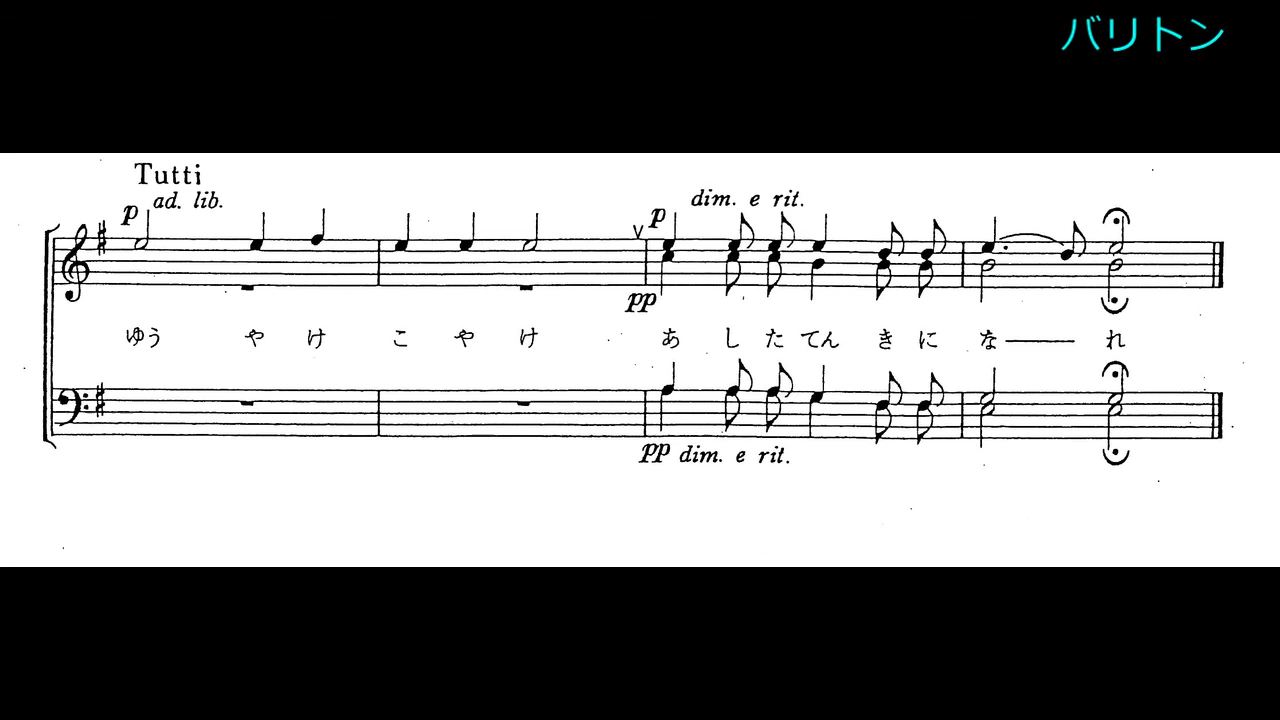 バリトン
Tutti
p ad. lib.
p dim. e rit.
pp
ゆう や け こ や け あ し た てん き に な れ
pp dim. e rit.